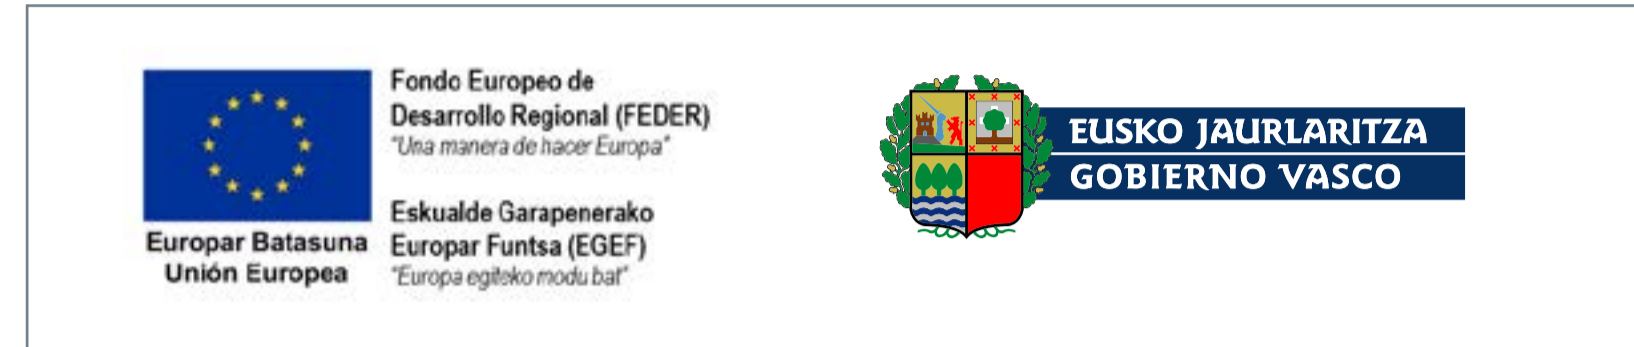 Fondo Europeo de
Desarrollo Regional (FEDER)
"Una manera de hacer Europa"
Eskualde Garapenerako
Europar Funtsa (EGEF)
"Europa egiteko modu bat"
Europar Batasuna
Unión Europea
EUSKO JAURLARITZA
GOBIERNO VASCO